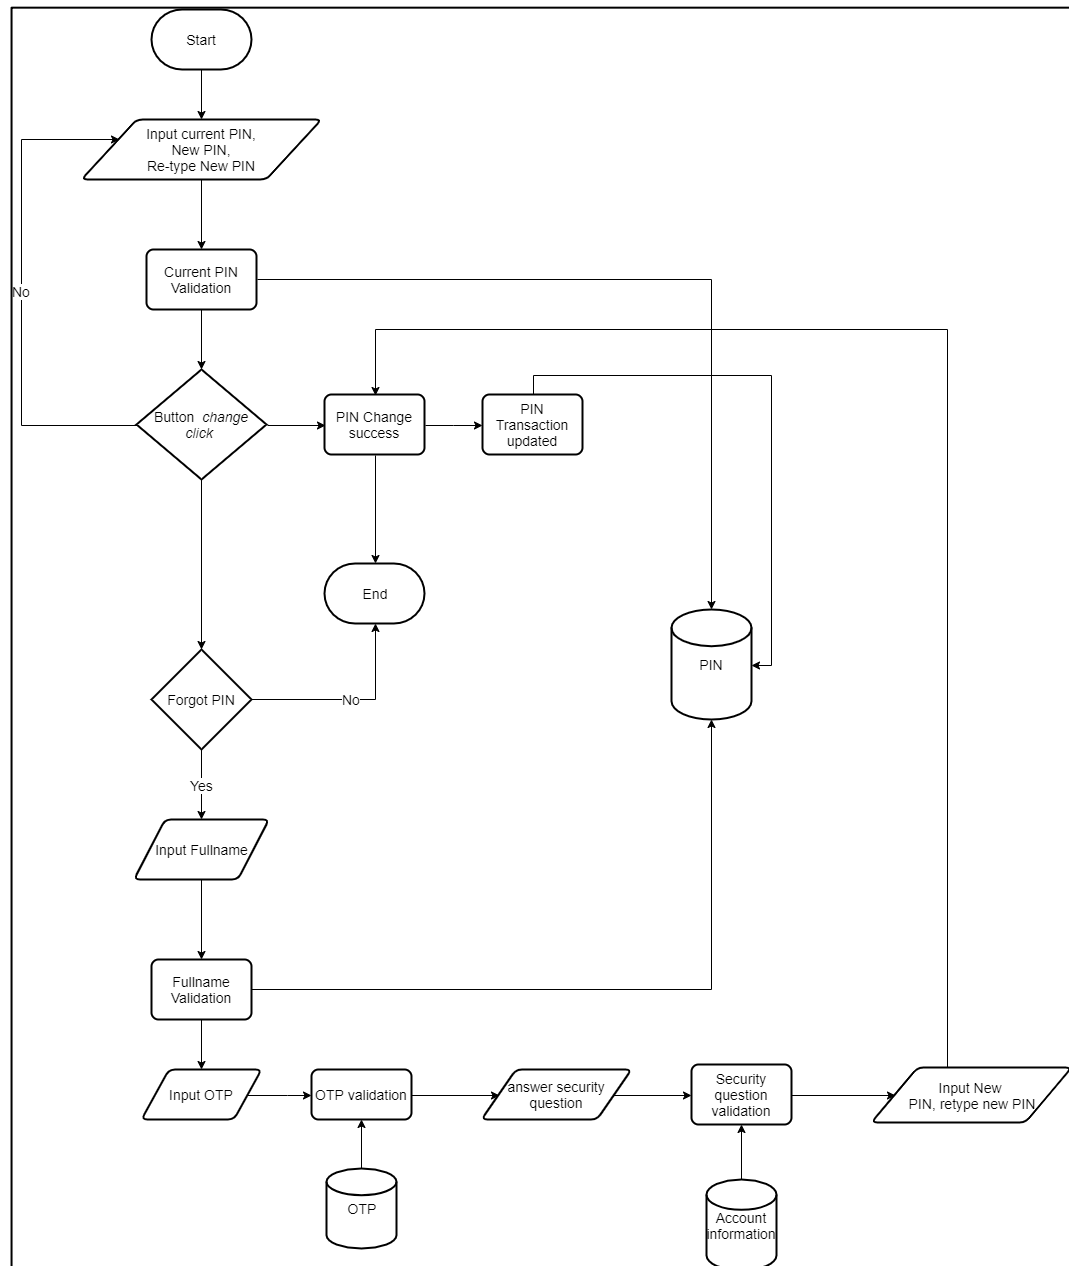 Start
Input current PIN,
New PIN,
Re-type New PIN
Current PIN
Validation
No
Button change
click
PIN Change
success
PIN
Transaction
updated
End
PIN
Forgot PIN
No
Yes
Input Fullname
Fullname
Validation
Input OTP
OTP validation
answer security
question
Security
question
validation
Input New
PIN, retype new PIN
OTP
Account
information